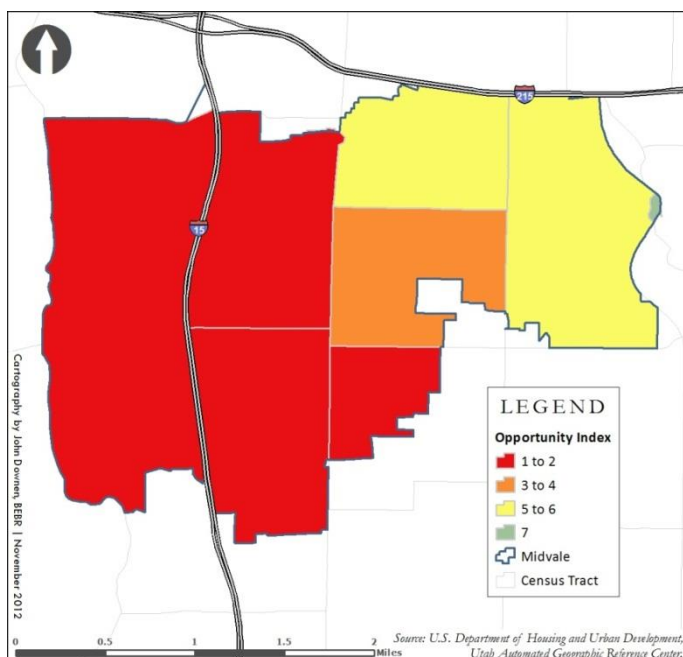 215
15
LEGEND
Opportunity Index
1 to 2
3 to 4
5 to 6
7
Midvale
Census Tract
Cartography by John Downen, BEBR | November 2012
0 0.5 1 1.5 2
Miles
Source: U.S. Department of Housing and Urban Development,
Utah Automated Geographic Reference Center.